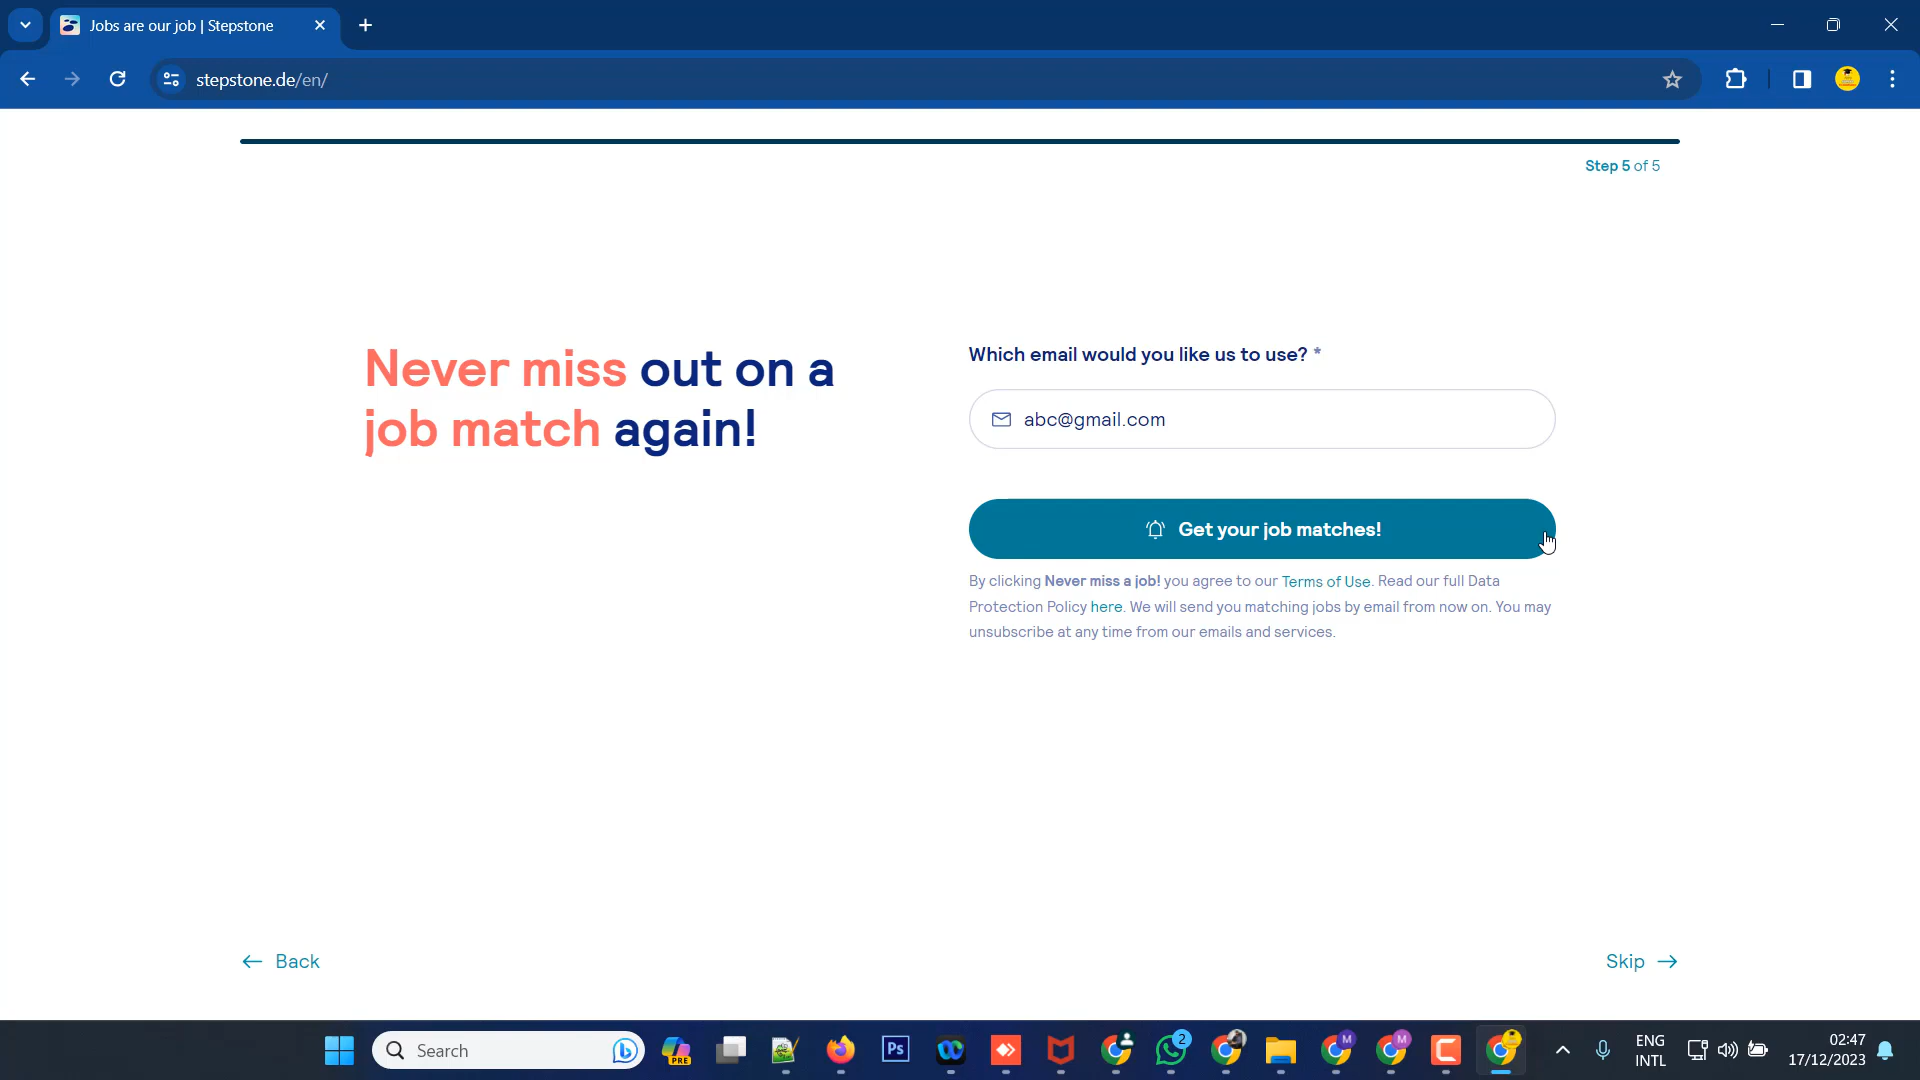 Jobs are our job | Stepstone
stepstone.de/en/
Step 5 of 5
Never miss out on a
job match again!
Which email would you like us to use? *
abc@gmail.com
Get your job matches!
By clicking Never miss a job! you agree to our Terms of Use. Read our full Data
Protection Policy here. We will send you matching jobs by email from now on. You may
unsubscribe at any time from our emails and services.
Back
Skip
Search
PRE
Ps
2
M
M
ENG
INTL
02:47
17/12/2023